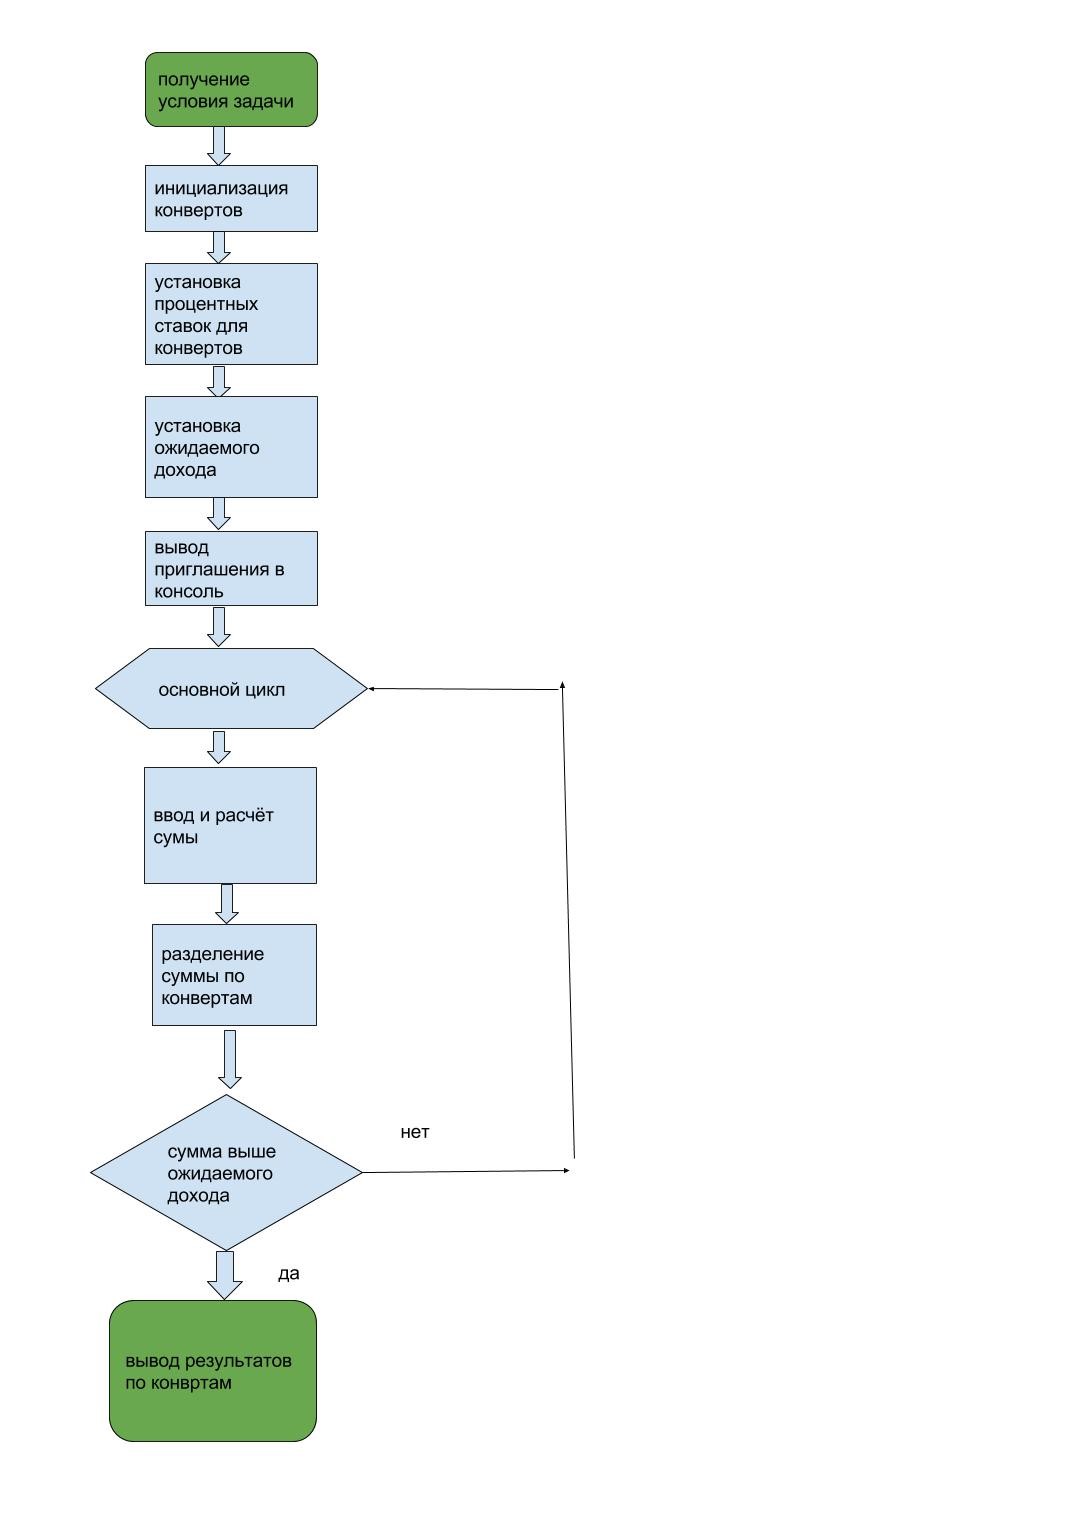 получение
условия задачи
инициализация
конвертов
установка
процентных
ставок для
конвертов
установка
ожидаемого
дохода
вывод
приглашения в
консоль
основной цикл
ввод и расчёт
сумы
разделение
суммы по
конвертам
нет
сумма выше
ожидаемого
дохода
да
вывод результатов
по конвртам